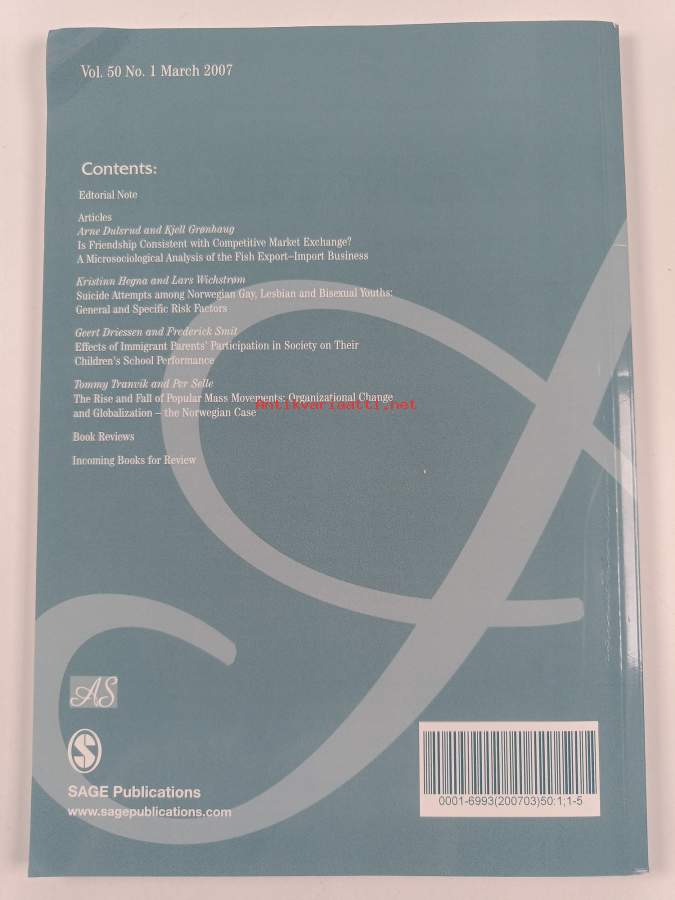 Vol. 50 No. 1 March 2007
Contents:
Edtorial Note
Articles
Arne Dulsrud and Kjell Grønhaug
Is Friendship Consistent with Competitive Market Exchange?
A Microsociological Analysis of the Fish Export–Import Business
Kristinn Hegna and Lars Wichstrøm
Suicide Attempts among Norwegian Gay, Lesbian and Bisexual Youths:
General and Specific Risk Factors
Geert Driessen and Frederick Smit
Effects of Immigrant Parents' Participation in Society on Their
Children's School Performance
Tommy Tranvik and Per Selle
The Rise and Fall of Popular Mass Movements: Organizational Change
and Globalization – the Norwegian Case
Antikvariaatti.net
Book Reviews
Incoming Books for Review
AS
S
SAGE Publications
www.sagepublications.com
0001-6993(200703)50:1;1-5